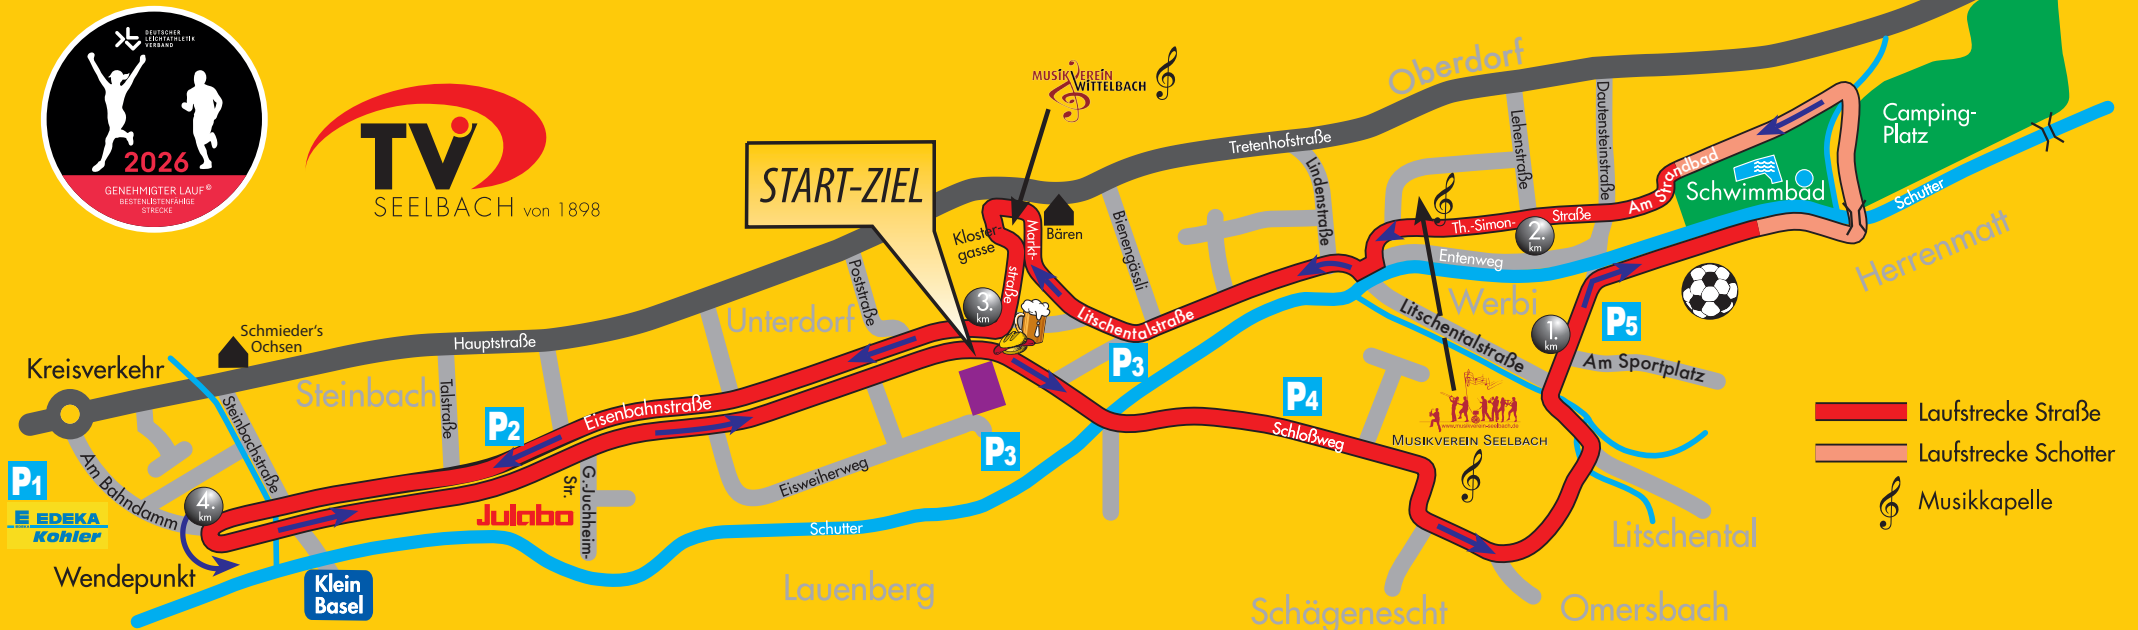 DEUTSCHER
LEICHTATHLETIK
VERBAND
2026
GENEHMIGTER LAUF®
BESTENLISTENFÄHIGE
STRECKE
TV
SEELBACH von 1898
START-ZIEL
MUSIKVEREIN
WITTELBACH
Oberdorf
Camping-
Platz
Schwimmbad
Schutter
Herrenmatt
Tretenhofstraße
Lindenstraße
Lehenstraße
Dautensteinstraße
Am Strandbad
Th.-Simon-
Straße
2.
km
Entenweg
Werbi
Litschentalstraße
1.
km
P5
Am Sportplatz
Bären
Bienengässli
Kloster-
gasse
Markt-
straße
3.
km
Litschentalstraße
P3
Poststraße
Unterdorf
Hauptstraße
Schmieder's
Ochsen
Kreisverkehr
Steinbach
Talstraße
Steinbachstraße
P2
Eisenbahnstraße
P1
E EDEKA
Kohler
Am Bahndamm
4.
km
Wendepunkt
Klein
Basel
Julabo
G.-Juchheim-
Str.
Eisweiherweg
P3
Schutter
Lauenberg
P4
Schloßweg
www.musikverein-seelbach.de
MUSIKVEREIN SEELBACH
Schägenescht
Omersbach
Litschental
Laufstrecke Straße
Laufstrecke Schotter
Musikkapelle